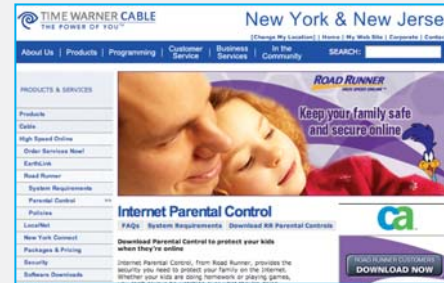 TIME WARNER CABLE
THE POWER OF YOU™
New York & New Jerse
[Change My Location] | Home | My Web Site | Corporate | Contac
About Us | Products | Programming | Customer Service | Business Services | In the Community
SEARCH:
PRODUCTS & SERVICES
Products
Cable
High Speed Online
Order Services Now!
EarthLink
Road Runner
System Requirements
Parental Control >>
Policies
LocalNet
New York Connect
Packages & Pricing
Security
Software Downloads
ROAD RUNNER
HIGH SPEED ONLINE
Keep your family safe
and secure online
Internet Parental Control
FAQs System Requirements Download RR Parental Controls
Download Parental Control to protect your kids
when they're online
Internet Parental Control, from Road Runner, provides the
security you need to protect your family on the Internet.
Whether your kids are doing homework or playing games,
ca
ROAD RUNNER CUSTOMERS
DOWNLOAD NOW